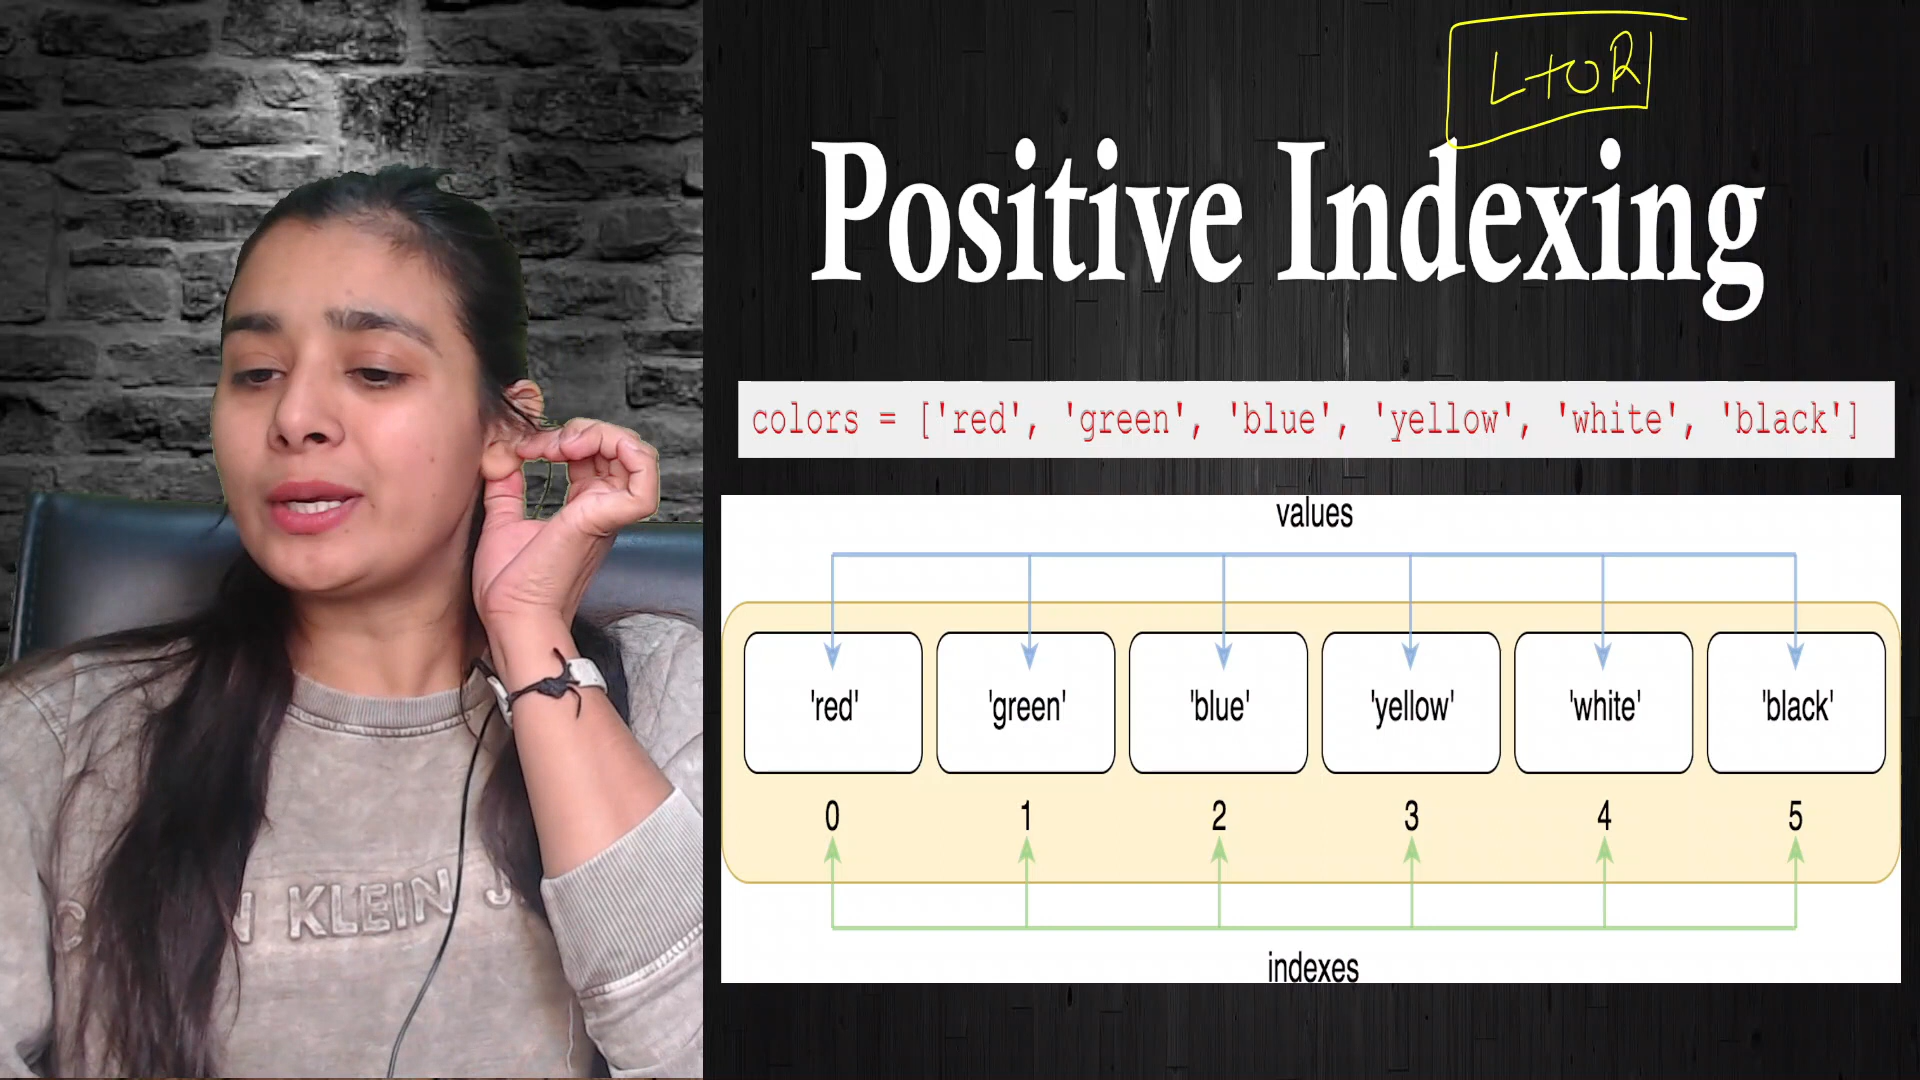 L to R
Positive Indexing
colors = ['red', 'green', 'blue', 'yellow', 'white', 'black']
values
'red' 'green' 'blue' 'yellow' 'white' 'black'
0 1 2 3 4 5
indexes
KLEIN